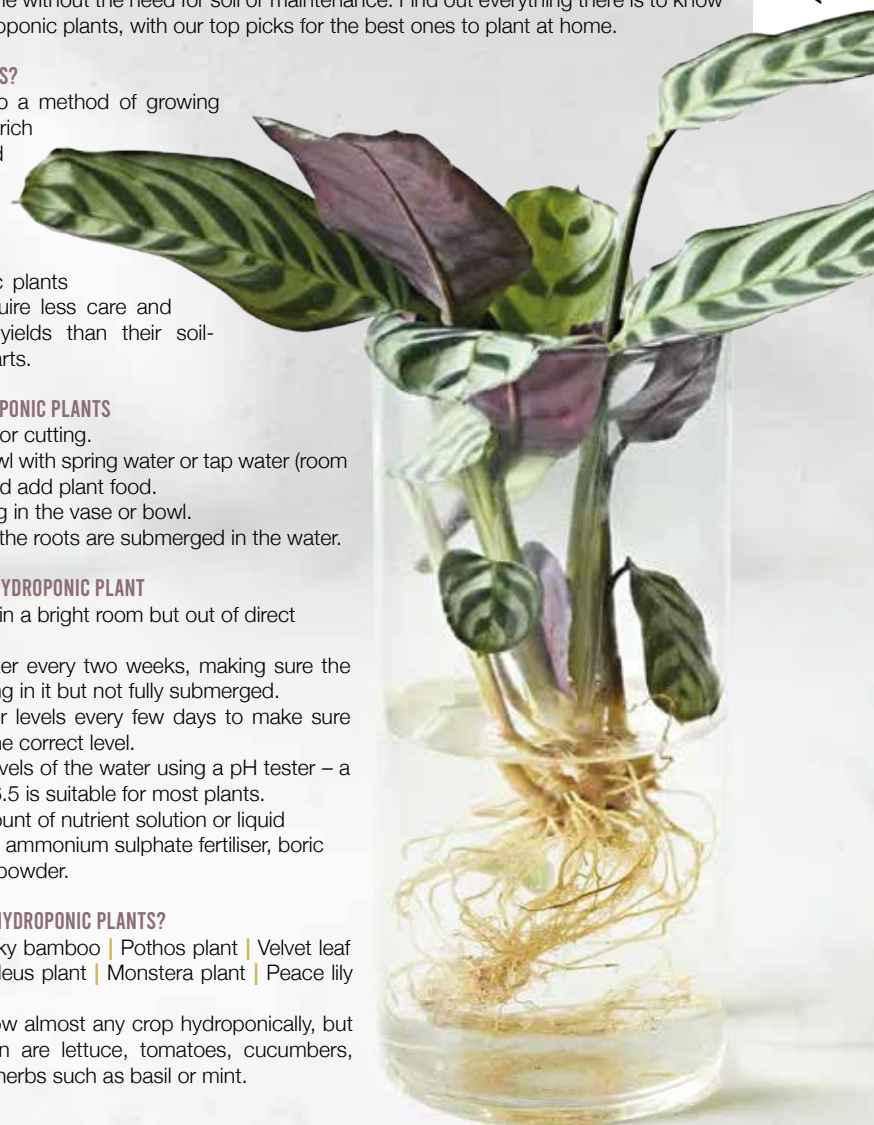 without the need for soil or maintenance. Find out everything there is to know
oponic plants, with our top picks for the best ones to plant at home.
S?
o a method of growing
rich
d
c plants
uire less care and
yields than their soil-
arts.
PONIC PLANTS
or cutting.
wl with spring water or tap water (room
d add plant food.
g in the vase or bowl.
the roots are submerged in the water.
YDROPONIC PLANT
in a bright room but out of direct
ter every two weeks, making sure the
ng in it but not fully submerged.
r levels every few days to make sure
he correct level.
vels of the water using a pH tester – a
6.5 is suitable for most plants.
ount of nutrient solution or liquid
ammonium sulphate fertiliser, boric
powder.
HYDROPONIC PLANTS?
ky bamboo | Pothos plant | Velvet leaf
leus plant | Monstera plant | Peace lily
ow almost any crop hydroponically, but
n are lettuce, tomatoes, cucumbers,
herbs such as basil or mint.